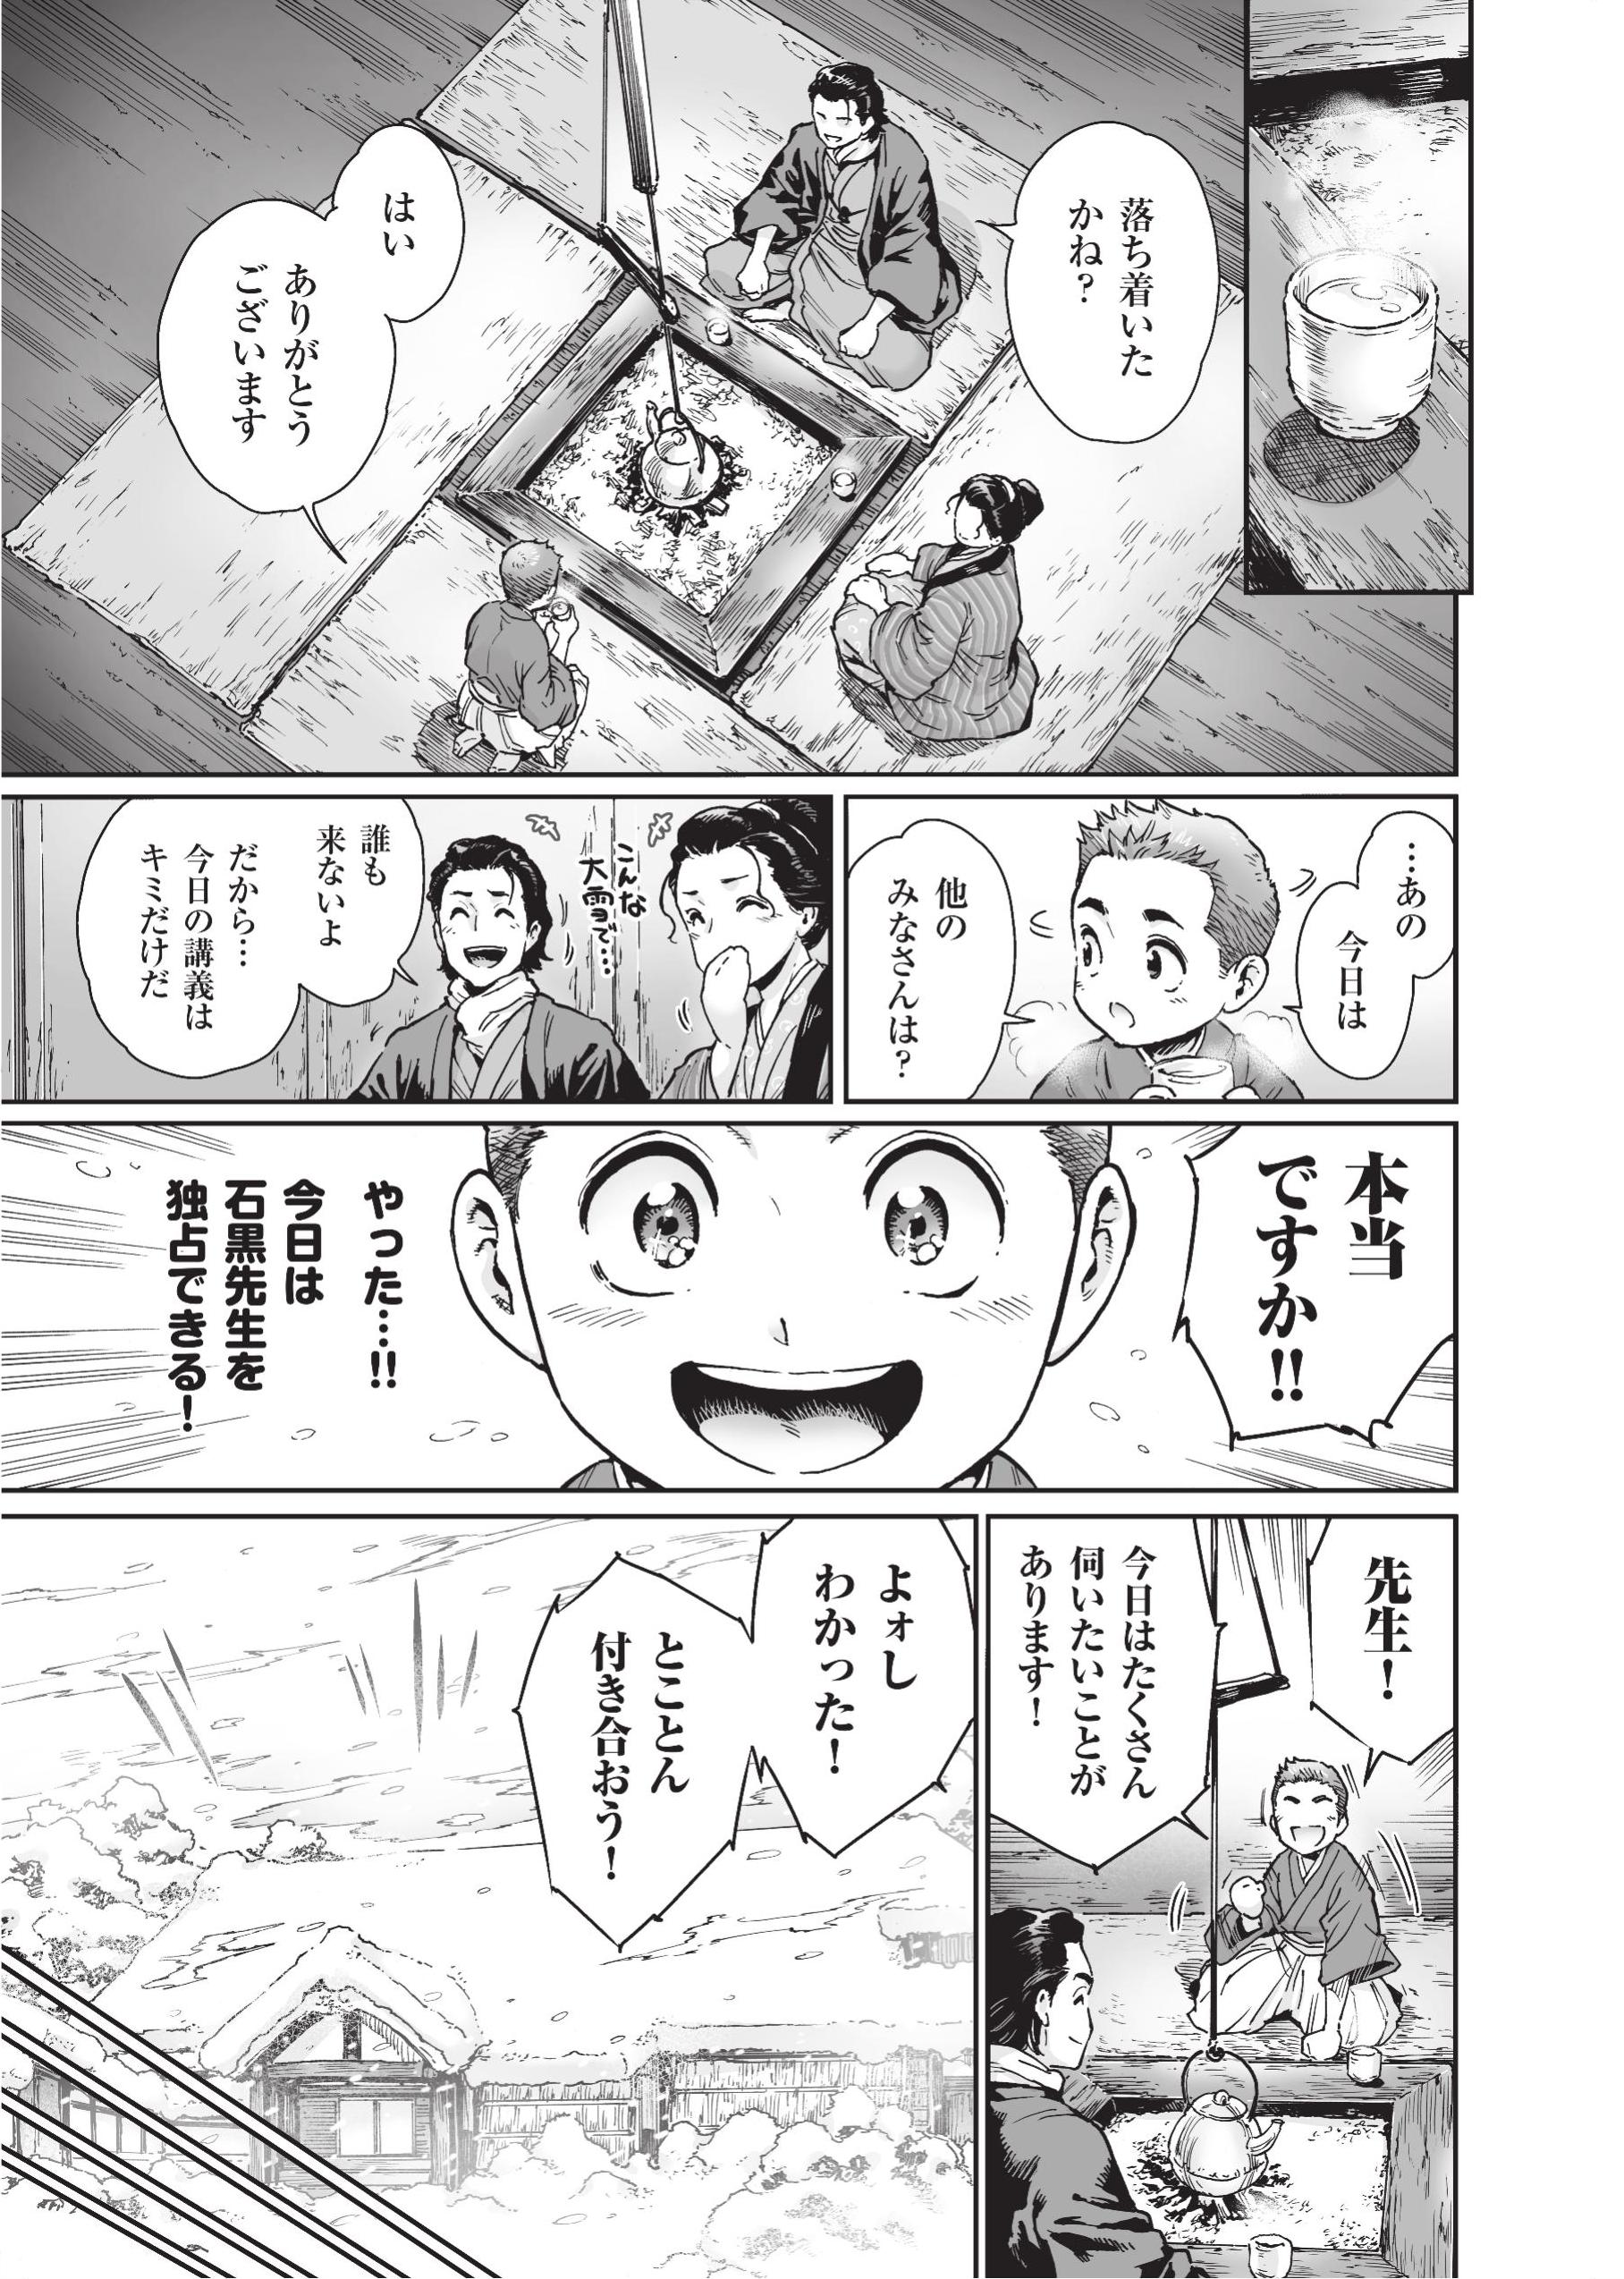 落ち着いた
かね?
はい
ありがとう
ございます
…あの
今日は
他の
みなさんは?
こんな
大雪で…
誰も
来ないよ
だから…
今日の講義は
キミだけだ
本当
ですか!!
やった…!!
今日は
石黒先生を
独占できる!
先生!
今日はたくさん
伺いたいことが
あります!
よォし
わかった!
とことん
付き合おう!